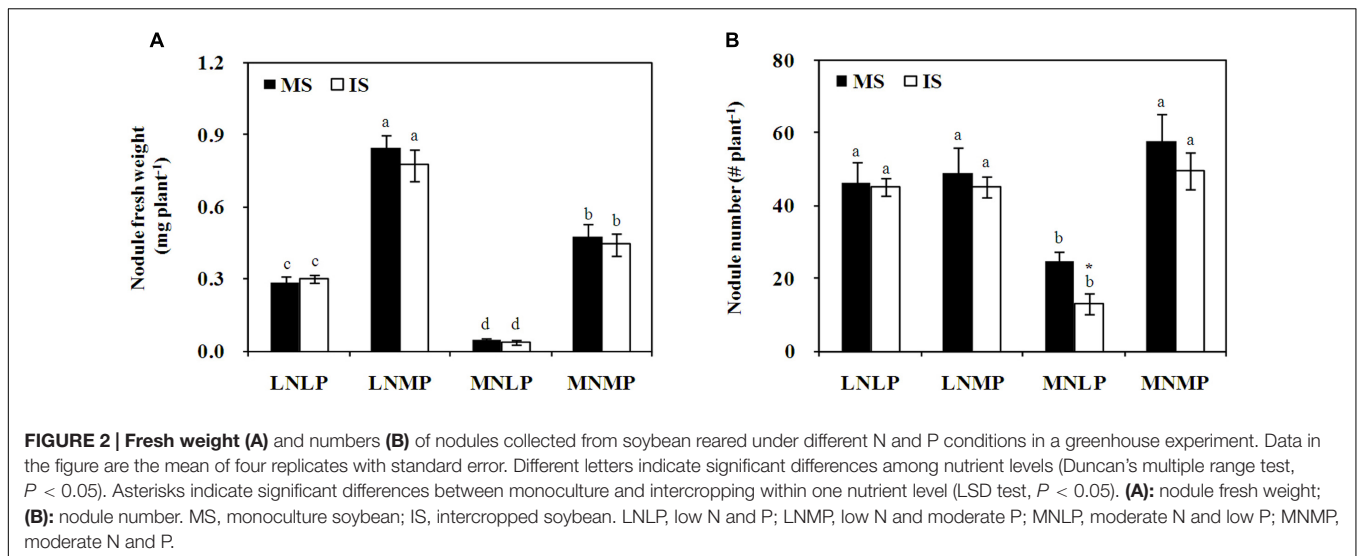 A
B
1.2
0.9
0.6
0.3
0.0
Nodule fresh weight
(mg plant⁻¹)
MS IS
c c
a a
d d
b b
LNLP LNMP MNLP MNMP
80
60
40
20
0
Nodule number (# plant⁻¹)
MS IS
a a
a a
b * b
a a
LNLP LNMP MNLP MNMP
FIGURE 2 | Fresh weight (A) and numbers (B) of nodules collected from soybean reared under different N and P conditions in a greenhouse experiment. Data in
the figure are the mean of four replicates with standard error. Different letters indicate significant differences among nutrient levels (Duncan's multiple range test,
P < 0.05). Asterisks indicate significant differences between monoculture and intercropping within one nutrient level (LSD test, P < 0.05). (A): nodule fresh weight;
(B): nodule number. MS, monoculture soybean; IS, intercropped soybean. LNLP, low N and P; LNMP, low N and moderate P; MNLP, moderate N and low P; MNMP,
moderate N and P.